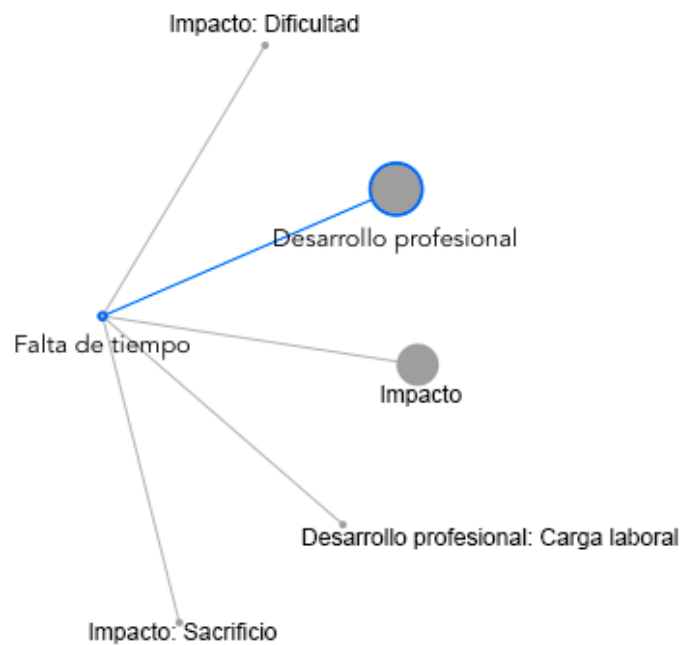 Impacto: Dificultad
Desarrollo profesional
Falta de tiempo
Impacto
Desarrollo profesional: Carga laboral
Impacto: Sacrificio